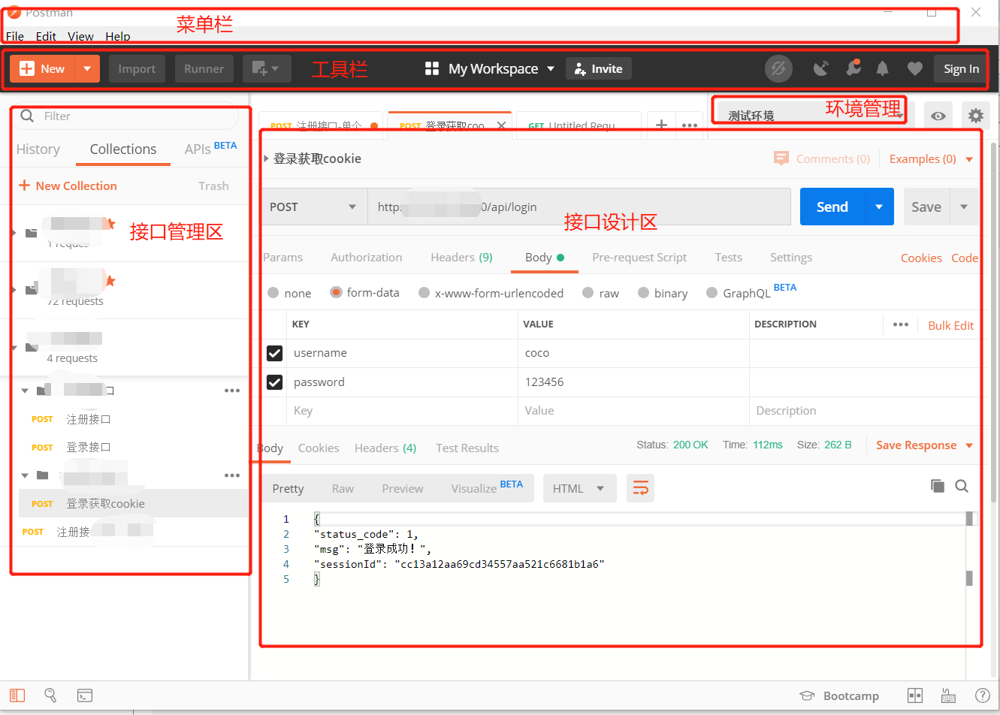 Postman
菜单栏
File Edit View Help
New Import Runner 工具栏 My Workspace Invite Sign In
Filter
History Collections APIs BETA
New Collection Trash
接口管理区
1 request
72 requests
4 requests
POST 注册接口
POST 登录接口
POST 登录获取cookie
POST 注册接
POST 注册接口-单个 POST 登录获取coo GET Untitled Requ
测试环境 环境管理
登录获取cookie Comments (0) Examples (0)
POST http: 0/api/login Send Save
接口设计区
Params Authorization Headers (9) Body Pre-request Script Tests Settings Cookies Code
none form-data x-www-form-urlencoded raw binary GraphQL BETA
KEY VALUE DESCRIPTION Bulk Edit
username coco
password 123456
Key Value Description
Body Cookies Headers (4) Test Results Status: 200 OK Time: 112ms Size: 262 B Save Response
Pretty Raw Preview Visualize BETA HTML
1 {
2 "status_code": 1,
3 "msg": "登录成功！",
4 "sessionId": "cc13a12aa69cd34557aa521c6681b1a6"
5 }
Bootcamp